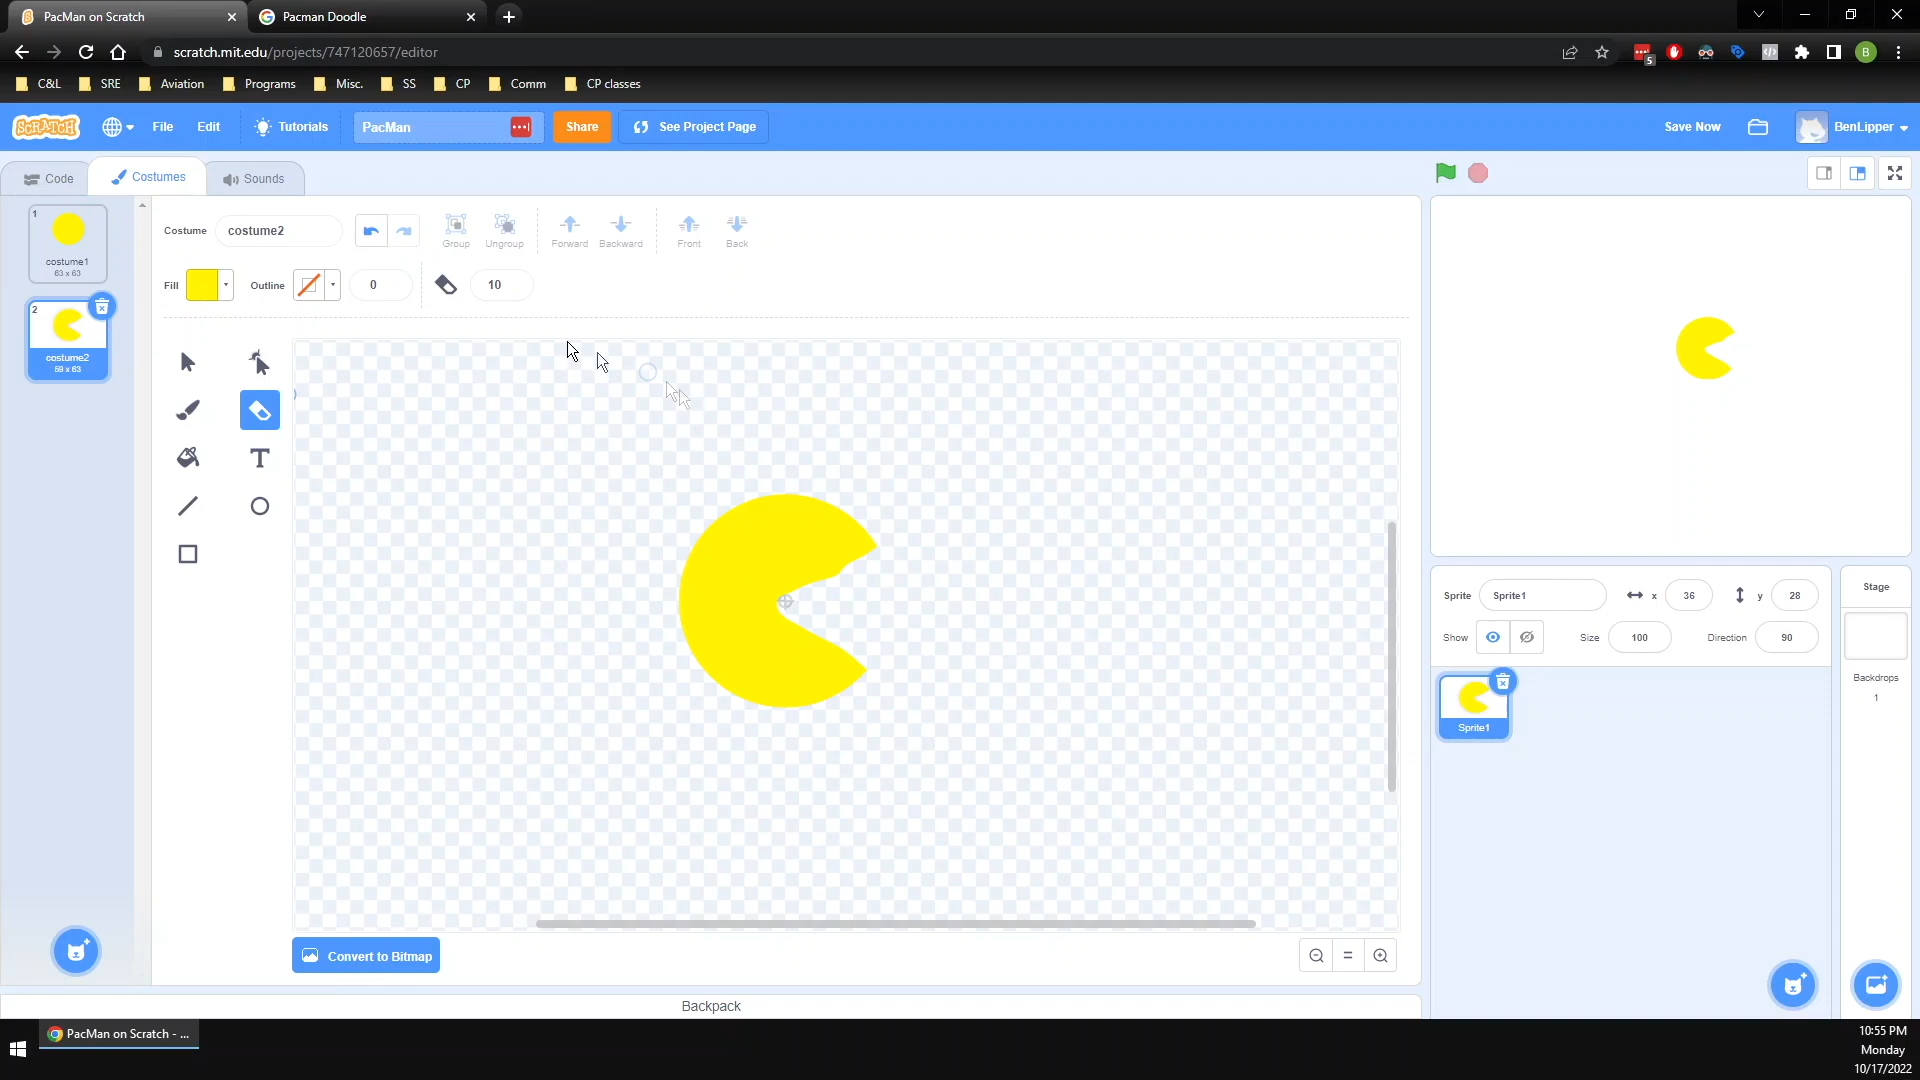 PacMan on Scratch
Pacman Doodle
scratch.mit.edu/projects/747120657/editor
5
B
C&L
SRE
Aviation
Programs
Misc.
SS
CP
Comm
CP classes
SCRATCH
File
Edit
Tutorials
PacMan
Share
See Project Page
Save Now
BenLipper
Code
Costumes
Sounds
1
costume1
63 x 63
2
costume2
59 x 63
Costume
costume2
Group
Ungroup
Forward
Backward
Front
Back
Fill
Outline
0
10
T
Convert to Bitmap
=
Backpack
Sprite
Sprite1
x
36
y
28
Show
Size
100
Direction
90
Sprite1
Stage
Backdrops
1
PacMan on Scratch - ...
10:55 PM
Monday
10/17/2022